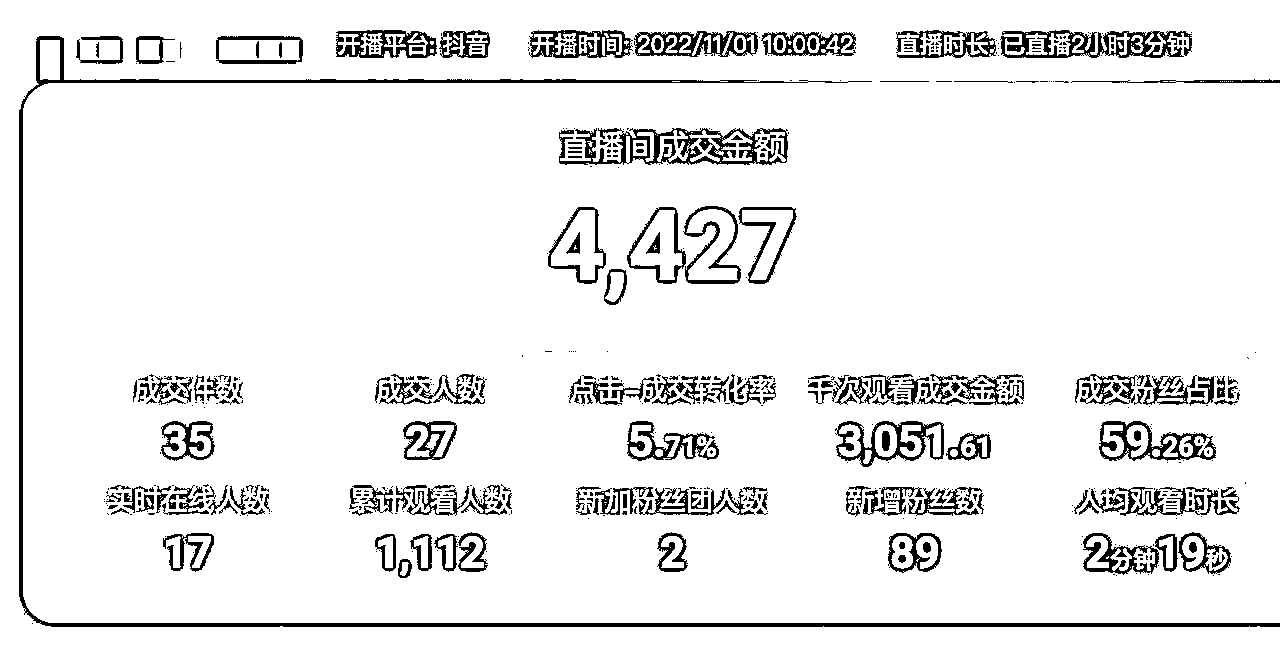 开播平台: 抖音 开播时间: 2022/11/01 10:00:42 直播时长: 已直播2小时3分钟
直播间成交金额
4,427
成交件数 成交人数 点击-成交转化率 千次观看成交金额 成交粉丝占比
35 27 5.71% 3,051.61 59.26%
实时在线人数 累计观看人数 新加粉丝团人数 新增粉丝数 人均观看时长
17 1,112 2 89 2分钟19秒